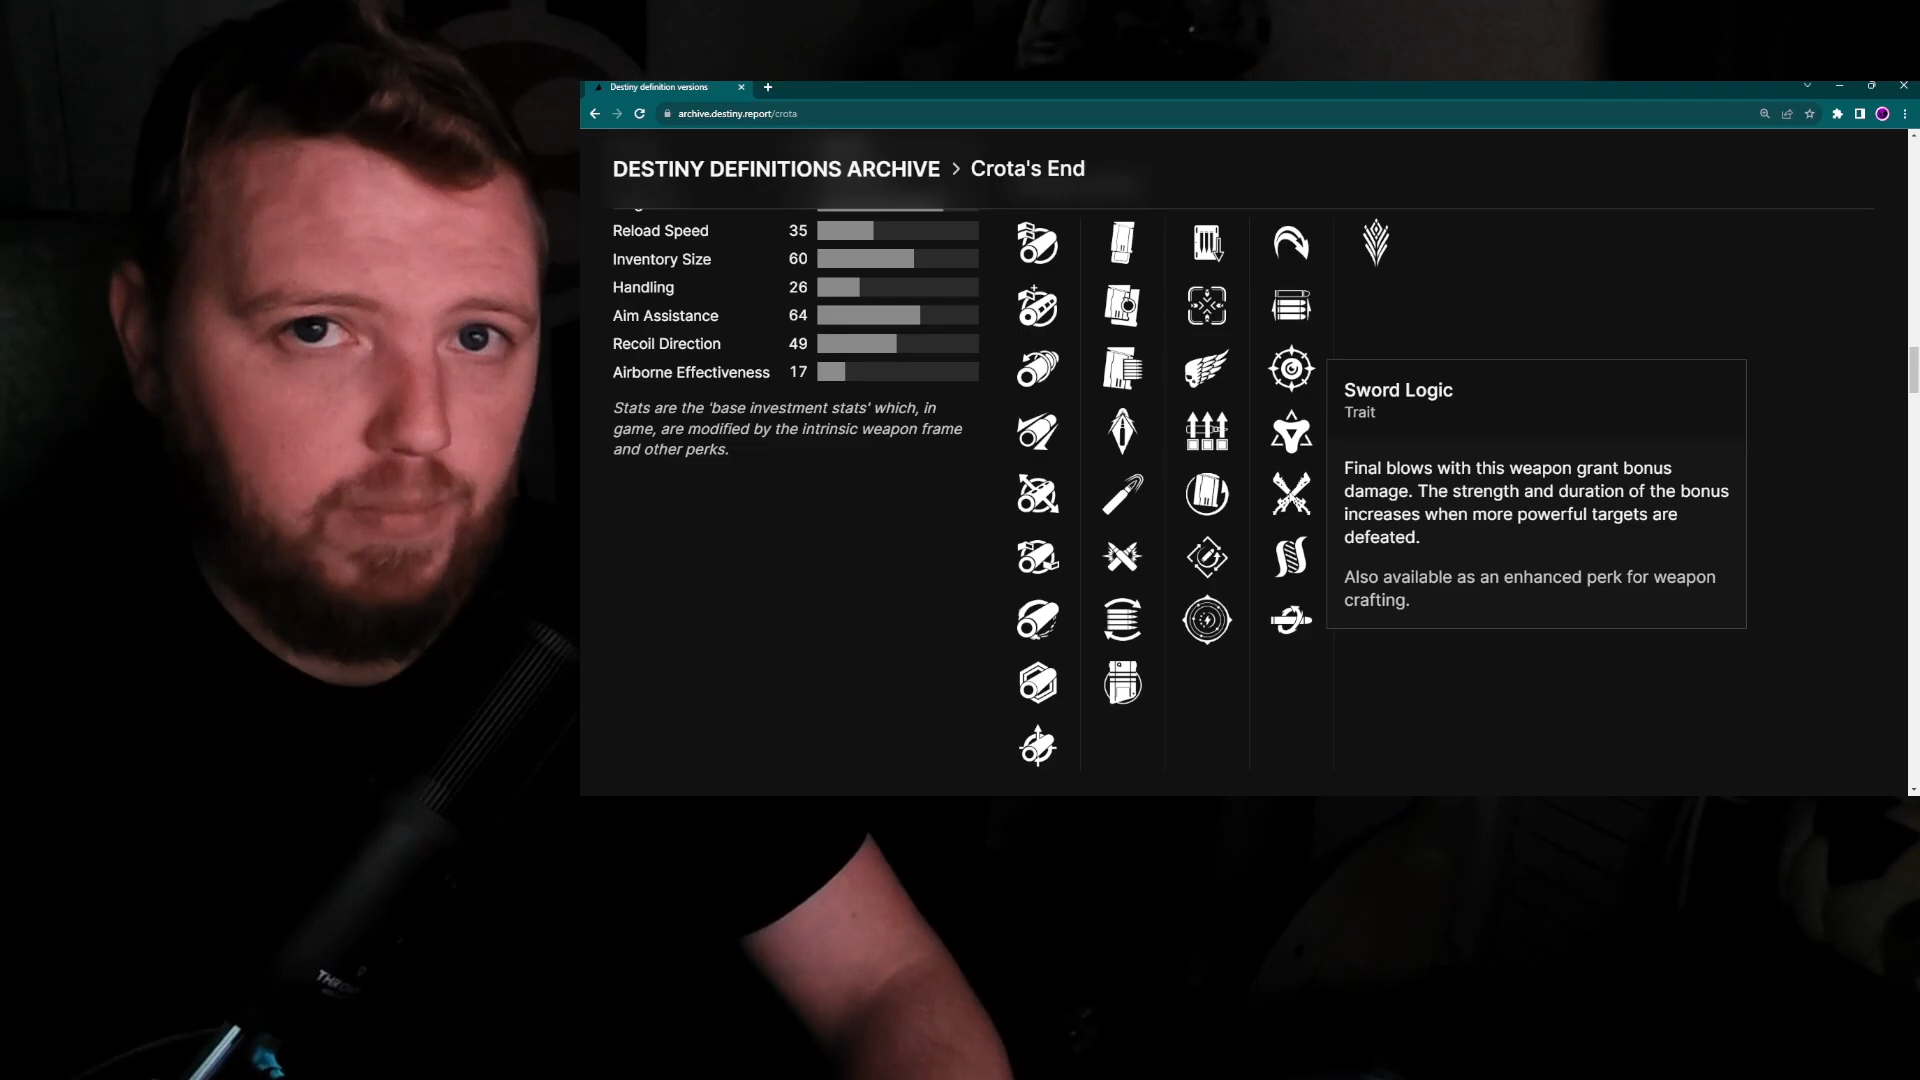 Destiny definition versions
archive.destiny.report/crota
DESTINY DEFINITIONS ARCHIVE > Crota's End
Reload Speed 35
Inventory Size 60
Handling 26
Aim Assistance 64
Recoil Direction 49
Airborne Effectiveness 17
Stats are the 'base investment stats' which, in
game, are modified by the intrinsic weapon frame
and other perks.
Sword Logic
Trait
Final blows with this weapon grant bonus
damage. The strength and duration of the bonus
increases when more powerful targets are
defeated.
Also available as an enhanced perk for weapon
crafting.